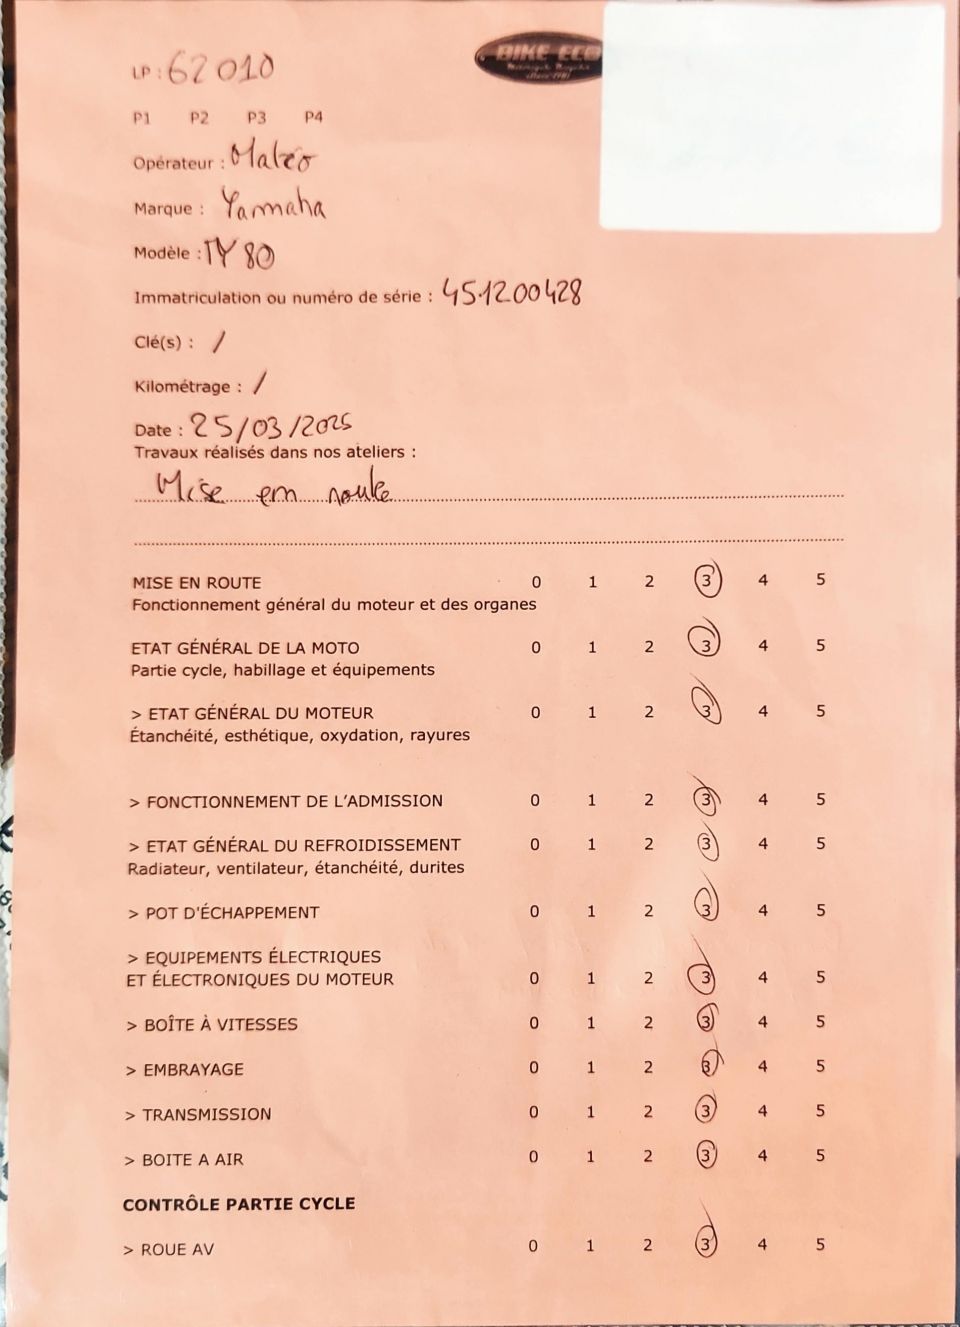 LP : 62010
BIKE ECO
P1 P2 P3 P4
Opérateur : Matéo
Marque : Yamaha
Modèle : TY 80
Immatriculation ou numéro de série : 451200428
Clé(s) : /
Kilométrage : /
Date : 25/03/2025
Travaux réalisés dans nos ateliers :
Mise en route
MISE EN ROUTE 0 1 2 3 4 5
Fonctionnement général du moteur et des organes
ETAT GÉNÉRAL DE LA MOTO 0 1 2 3 4 5
Partie cycle, habillage et équipements
> ETAT GÉNÉRAL DU MOTEUR 0 1 2 3 4 5
Étanchéité, esthétique, oxydation, rayures
> FONCTIONNEMENT DE L'ADMISSION 0 1 2 3 4 5
> ETAT GÉNÉRAL DU REFROIDISSEMENT 0 1 2 3 4 5
Radiateur, ventilateur, étanchéité, durites
> POT D'ÉCHAPPEMENT 0 1 2 3 4 5
> EQUIPEMENTS ÉLECTRIQUES
ET ÉLECTRONIQUES DU MOTEUR 0 1 2 3 4 5
> BOÎTE À VITESSES 0 1 2 3 4 5
> EMBRAYAGE 0 1 2 3 4 5
> TRANSMISSION 0 1 2 3 4 5
> BOITE A AIR 0 1 2 3 4 5
CONTRÔLE PARTIE CYCLE
> ROUE AV 0 1 2 3 4 5